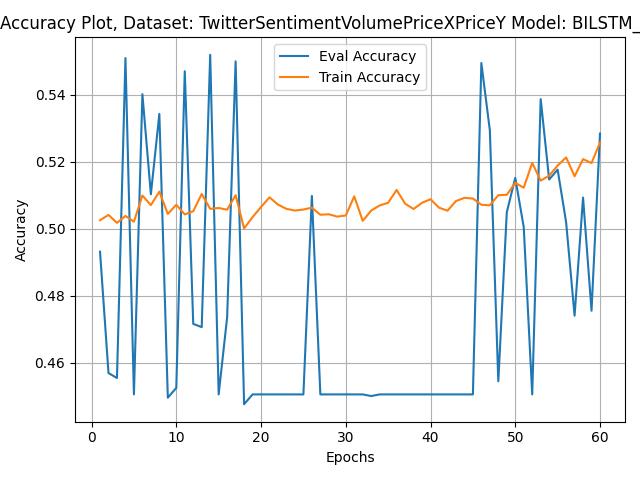 Accuracy Plot, Dataset: TwitterSentimentVolumePriceXPriceY Model: BILSTM_
Eval Accuracy
Train Accuracy
Accuracy
0.54
0.52
0.50
0.48
0.46
0 10 20 30 40 50 60
Epochs